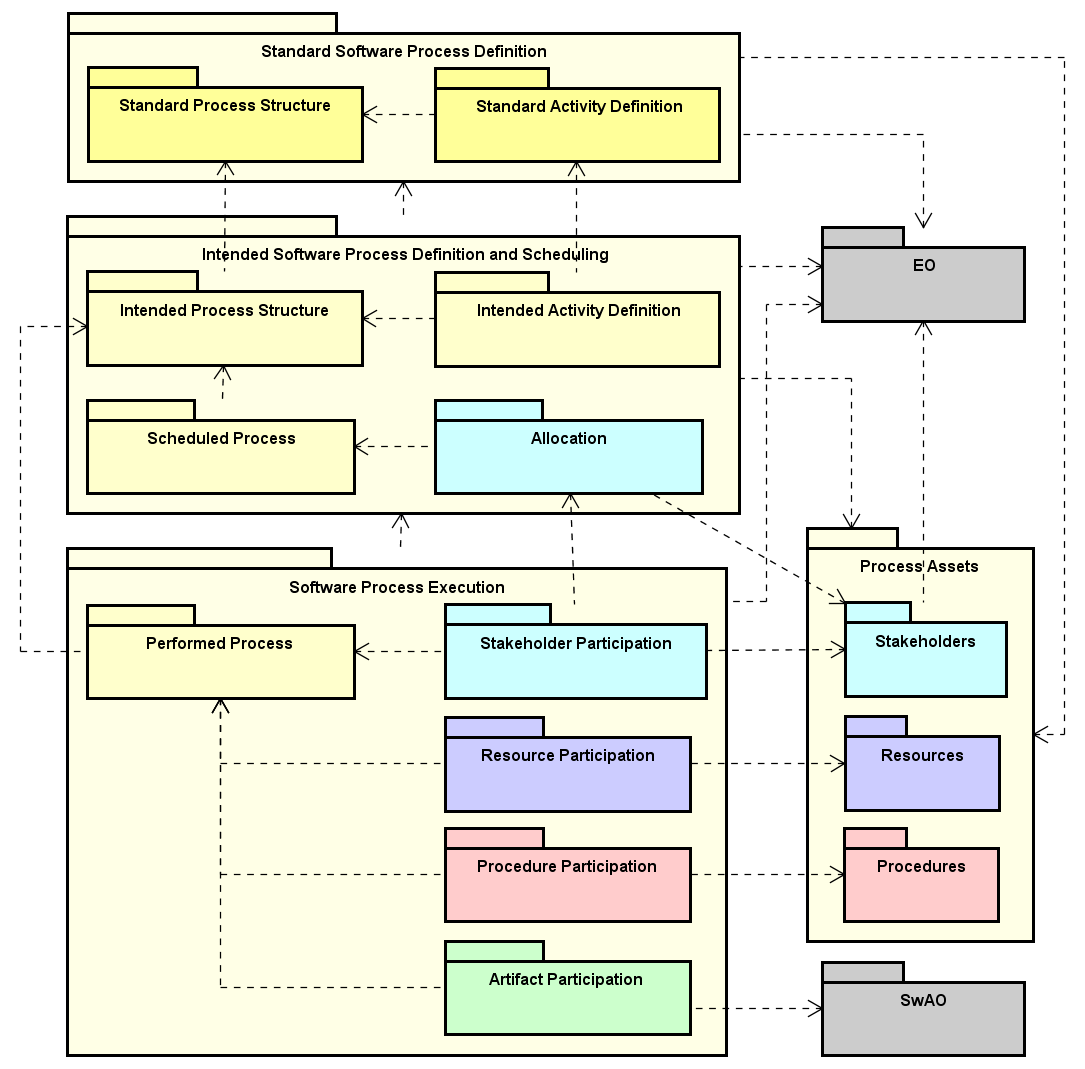 Standard Software Process Definition
Standard Process Structure
Standard Activity Definition
Intended Software Process Definition and Scheduling
EO
Intended Process Structure
Intended Activity Definition
Scheduled Process
Allocation
Process Assets
Software Process Execution
Performed Process
Stakeholder Participation
Stakeholders
Resource Participation
Resources
Procedure Participation
Procedures
Artifact Participation
SwAO